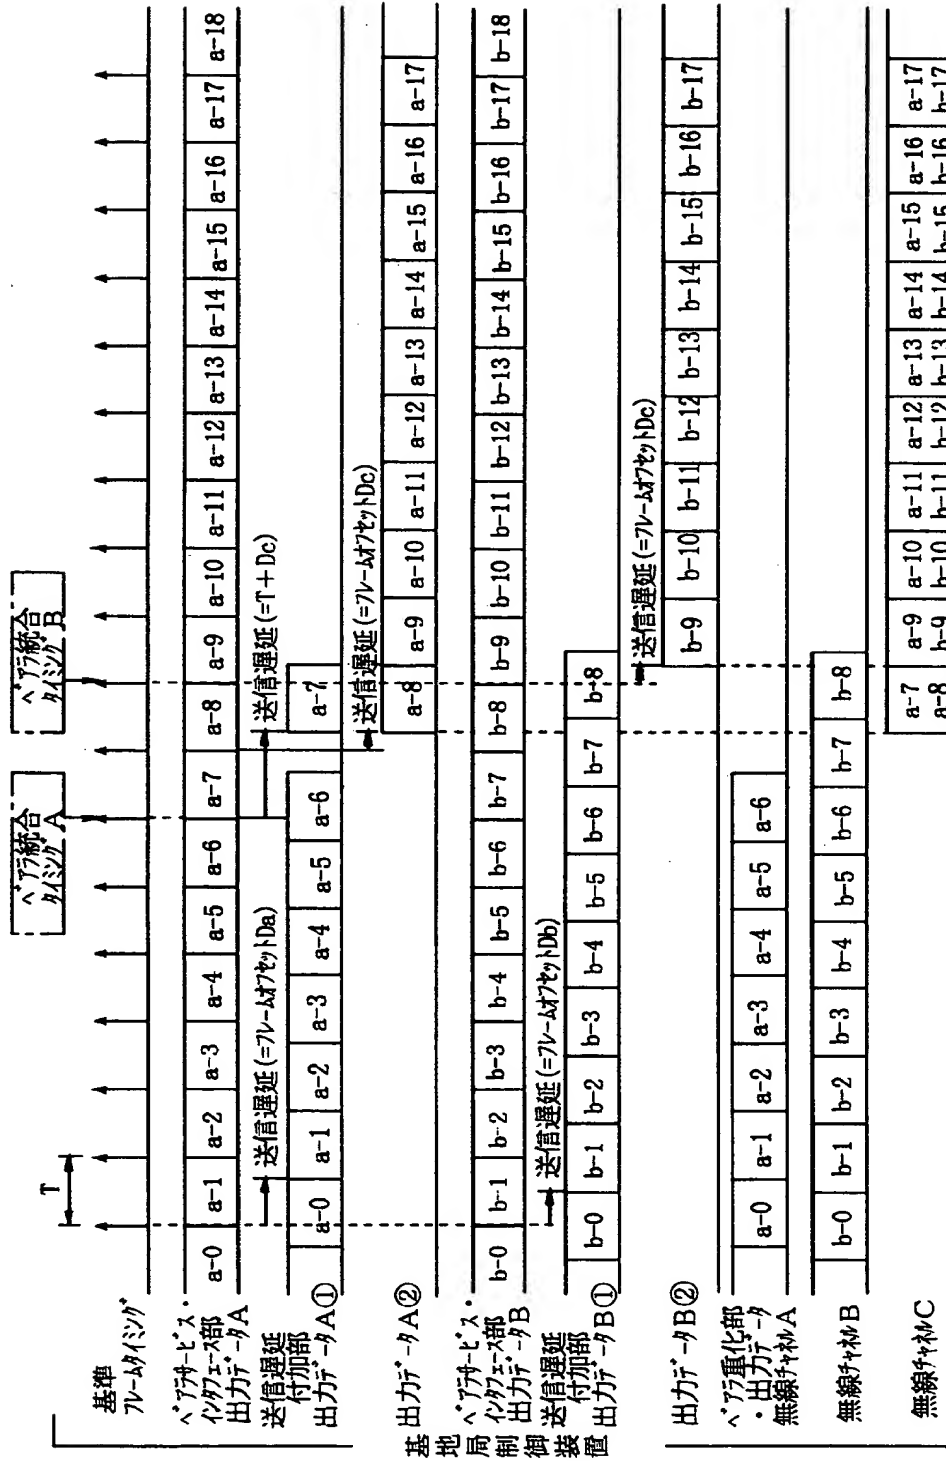 ﾍﾞｱﾗ統合
ﾀｲﾐﾝｸﾞA
ﾍﾞｱﾗ統合
ﾀｲﾐﾝｸﾞB
基準
ﾌﾚｰﾑﾀｲﾐﾝｸﾞ
T
ﾍﾞｱﾗｻｰﾋﾞｽ・
ｲﾝﾀﾌｪｰｽ部
出力ﾃﾞｰﾀA
a-0 a-1 a-2 a-3 a-4 a-5 a-6 a-7 a-8 a-9 a-10 a-11 a-12 a-13 a-14 a-15 a-16 a-17 a-18
送信遅延(=ﾌﾚｰﾑｵﾌｾｯﾄDa)
送信遅延(=T+Dc)
送信遅延
付加部
出力ﾃﾞｰﾀA①
a-0 a-1 a-2 a-3 a-4 a-5 a-6 a-7
送信遅延(=ﾌﾚｰﾑｵﾌｾｯﾄDc)
出力ﾃﾞｰﾀA②
a-8 a-9 a-10 a-11 a-12 a-13 a-14 a-15 a-16 a-17
基地局制御装置
ﾍﾞｱﾗｻｰﾋﾞｽ・
ｲﾝﾀﾌｪｰｽ部
出力ﾃﾞｰﾀB
b-0 b-1 b-2 b-3 b-4 b-5 b-6 b-7 b-8 b-9 b-10 b-11 b-12 b-13 b-14 b-15 b-16 b-17 b-18
送信遅延(=ﾌﾚｰﾑｵﾌｾｯﾄDb)
送信遅延
付加部
出力ﾃﾞｰﾀB①
b-0 b-1 b-2 b-3 b-4 b-5 b-6 b-7 b-8
送信遅延(=ﾌﾚｰﾑｵﾌｾｯﾄDc)
出力ﾃﾞｰﾀB②
b-9 b-10 b-11 b-12 b-13 b-14 b-15 b-16 b-17
ﾍﾞｱﾗ重化部
・出力ﾃﾞｰﾀ
無線ﾁｬﾈﾙA
a-0 a-1 a-2 a-3 a-4 a-5 a-6
無線ﾁｬﾈﾙB
b-0 b-1 b-2 b-3 b-4 b-5 b-6 b-7 b-8
無線ﾁｬﾈﾙC
a-7 a-9 a-10 a-11 a-12 a-13 a-14 a-15 a-16 a-17
a-8 b-9 b-10 b-11 b-12 b-13 b-14 b-15 b-16 b-17